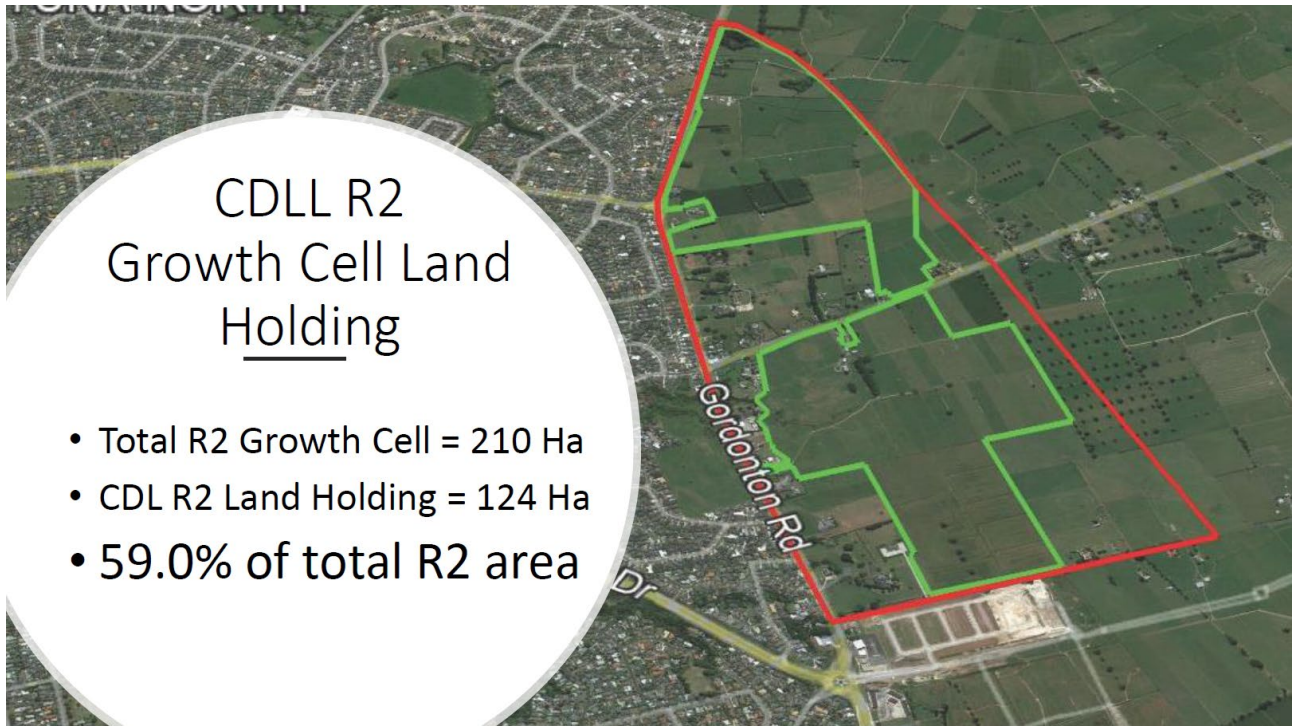 CDLL R2
Growth Cell Land
Holding
• Total R2 Growth Cell = 210 Ha
• CDL R2 Land Holding = 124 Ha
• 59.0% of total R2 area
Gordonton Rd
Dr